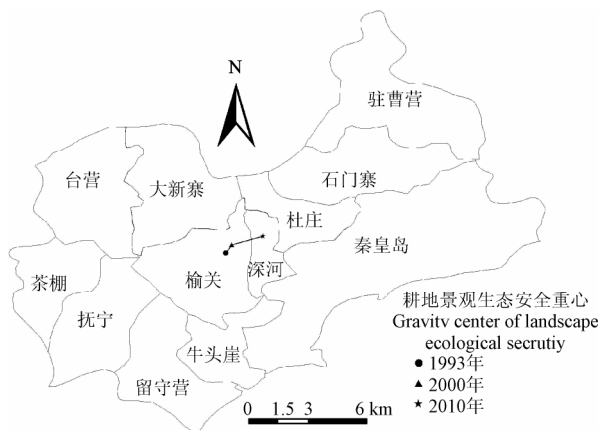 N
驻曹营
台营
大新寨
石门寨
杜庄
秦皇岛
茶棚
榆关
深河
抚宁
牛头崖
留守营
耕地景观生态安全重心
Gravitv center of landscape
ecological secrutiy
1993年
2000年
2010年
0 1.5 3 6 km